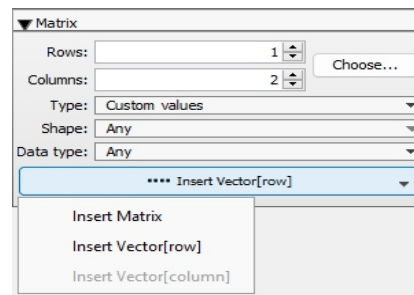 Matrix
Rows: 1
Choose...
Columns: 2
Type: Custom values
Shape: Any
Data type: Any
Insert Vector[row]
Insert Matrix
Insert Vector[row]
Insert Vector[column]